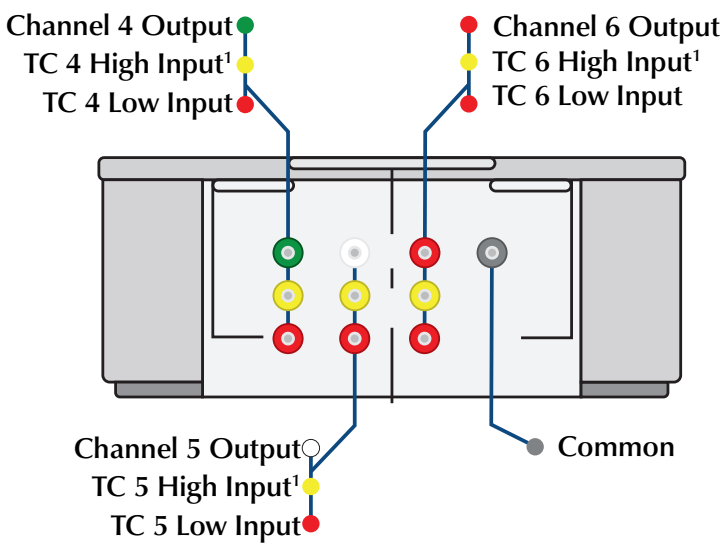 Channel 4 Output
TC 4 High Input¹
TC 4 Low Input
Channel 6 Output
TC 6 High Input¹
TC 6 Low Input
Channel 5 Output
TC 5 High Input¹
TC 5 Low Input
Common